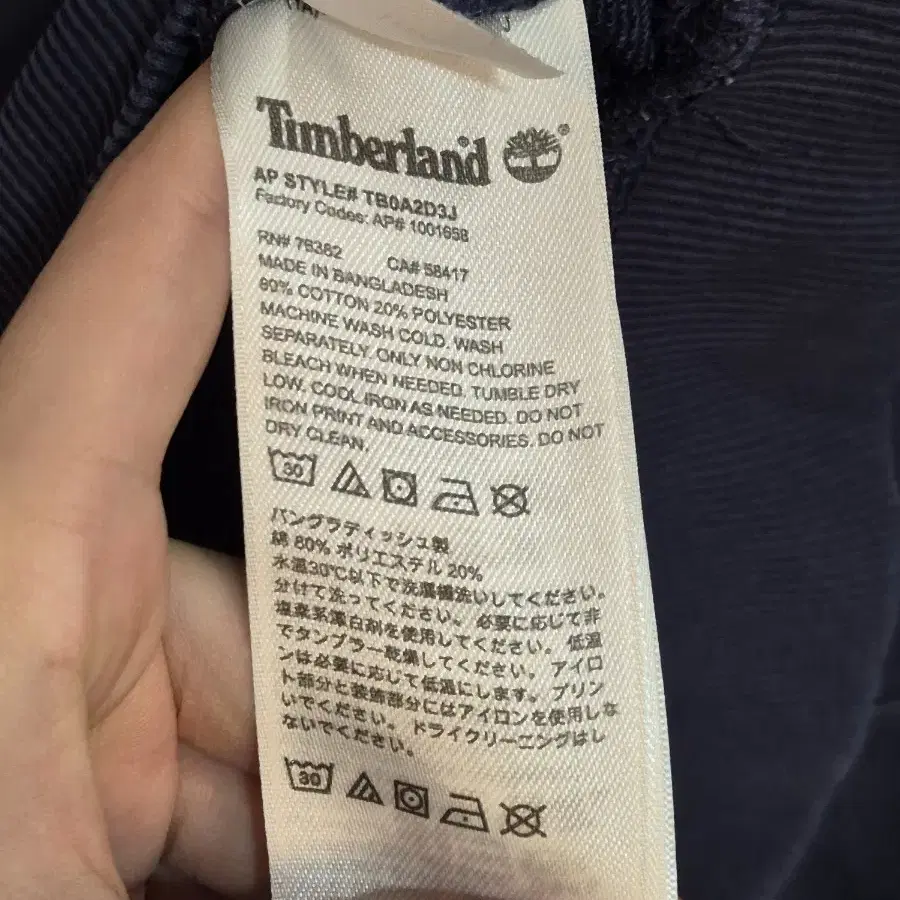 Timberland®
AP STYLE# TB0A2D3J
Factory Codes: AP# 1001658
RN# 76382 CA# 58417
MADE IN BANGLADESH
80% COTTON 20% POLYESTER
MACHINE WASH COLD. WASH
SEPARATELY. ONLY NON CHLORINE
BLEACH WHEN NEEDED. TUMBLE DRY
LOW. COOL IRON AS NEEDED. DO NOT
IRON PRINT AND ACCESSORIES. DO NOT
DRY CLEAN.
30
バングラディッシュ製
綿 80% ポリエステル 20%
水温30℃以下で洗濯機洗いしてください。
分けて洗ってください。 必要に応じて非
塩素系漂白剤を使用してください。 低温
でタンブラー乾燥してください。 アイロ
ンは必要に応じて低温にします。 プリン
ト部分と装飾部分にはアイロンを使用しな
いでください。 ドライクリーニングはし
ないでください。
30